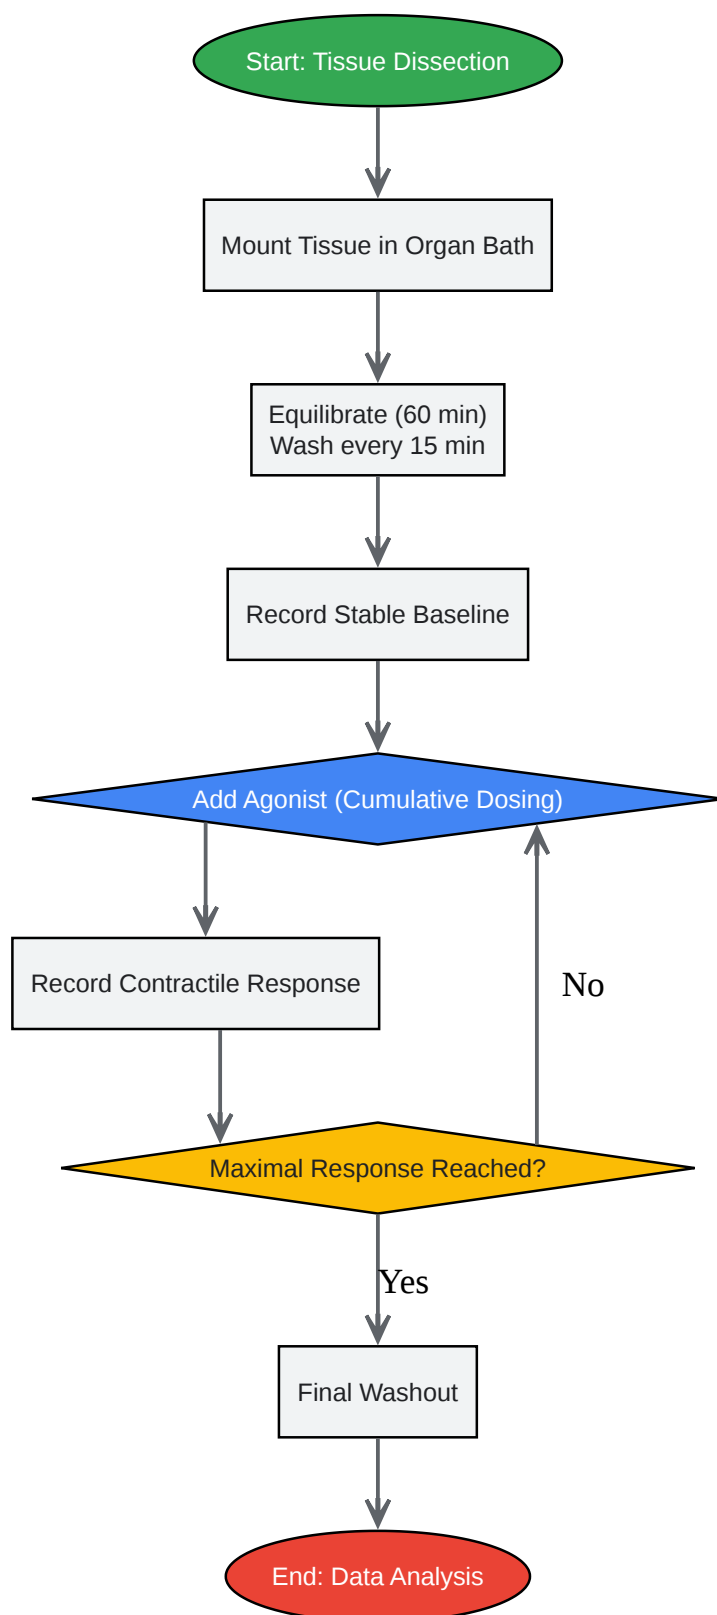 Start: Tissue Dissection
Mount Tissue in Organ Bath
Equilibrate (60 min)
Wash every 15 min
Record Stable Baseline
Add Agonist (Cumulative Dosing)
Record Contractile Response
No
Maximal Response Reached?
Yes
Final Washout
End: Data Analysis